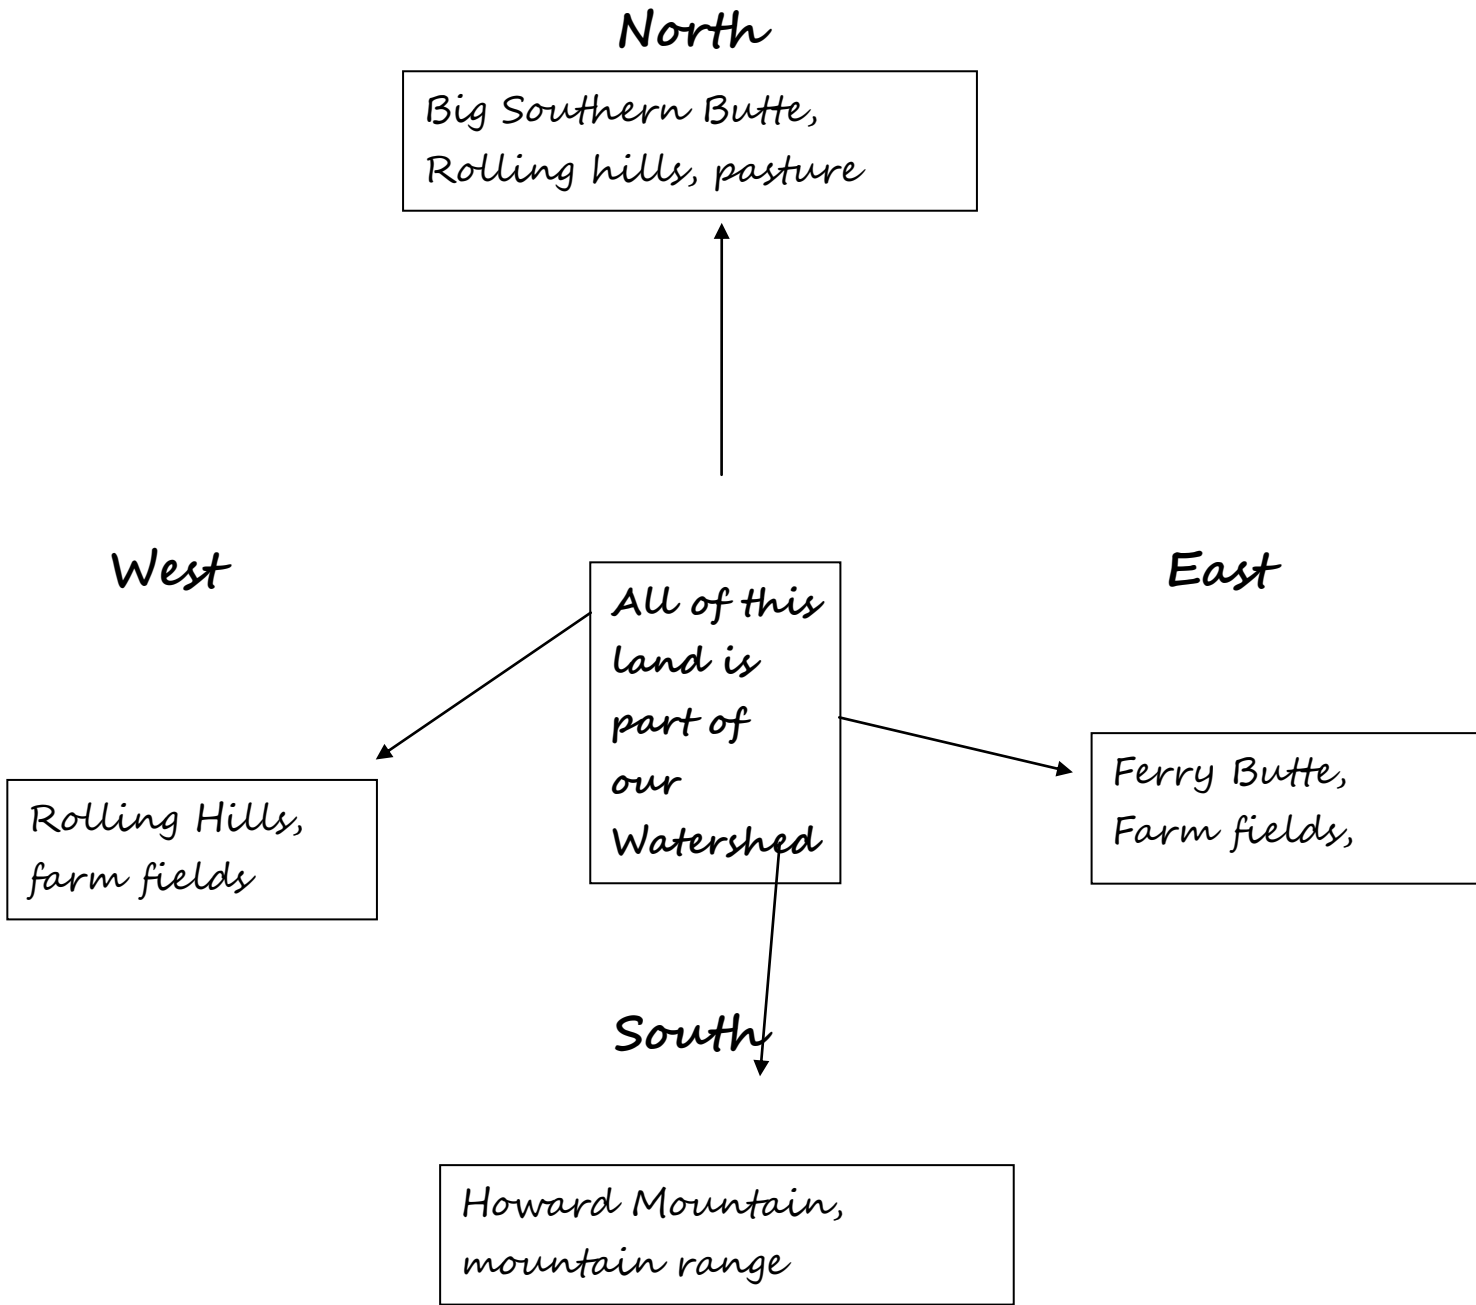 North
Big Southern Butte,
Rolling hills, pasture
West
East
All of this
land is
part of
our
Watershed
Rolling Hills,
farm fields
Ferry Butte,
Farm fields,
South
Howard Mountain,
mountain range